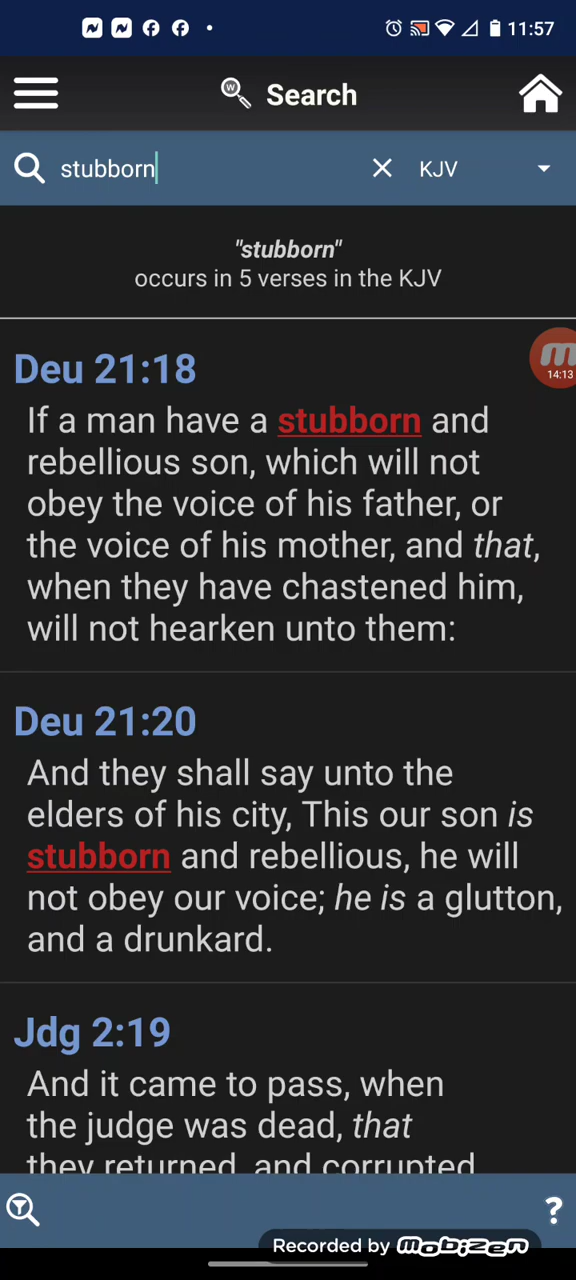 11:57
Search
stubborn KJV
"stubborn"
occurs in 5 verses in the KJV
Deu 21:18
14:13
If a man have a stubborn and
rebellious son, which will not
obey the voice of his father, or
the voice of his mother, and that,
when they have chastened him,
will not hearken unto them:
Deu 21:20
And they shall say unto the
elders of his city, This our son is
stubborn and rebellious, he will
not obey our voice; he is a glutton,
and a drunkard.
Jdg 2:19
And it came to pass, when
the judge was dead, that
they returned, and corrupted
?
Recorded by mobizen